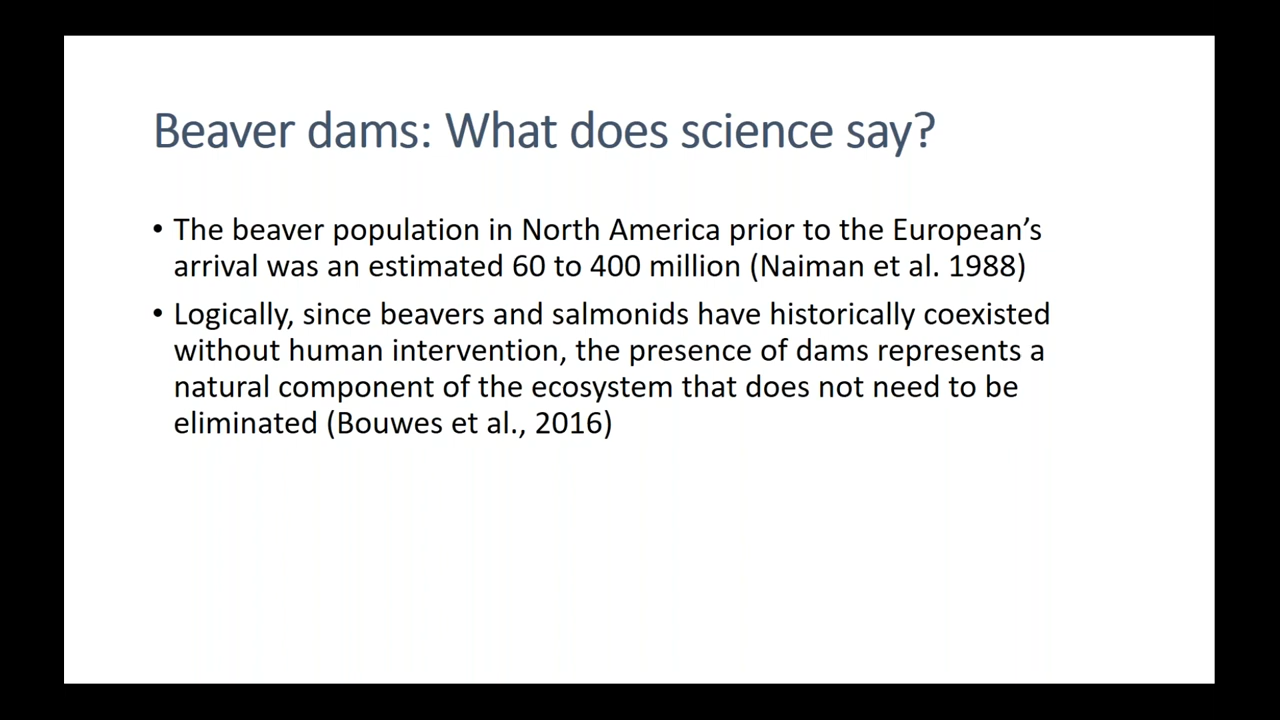 Beaver dams: What does science say?
• The beaver population in North America prior to the European’s
arrival was an estimated 60 to 400 million (Naiman et al. 1988)
• Logically, since beavers and salmonids have historically coexisted
without human intervention, the presence of dams represents a
natural component of the ecosystem that does not need to be
eliminated (Bouwes et al., 2016)